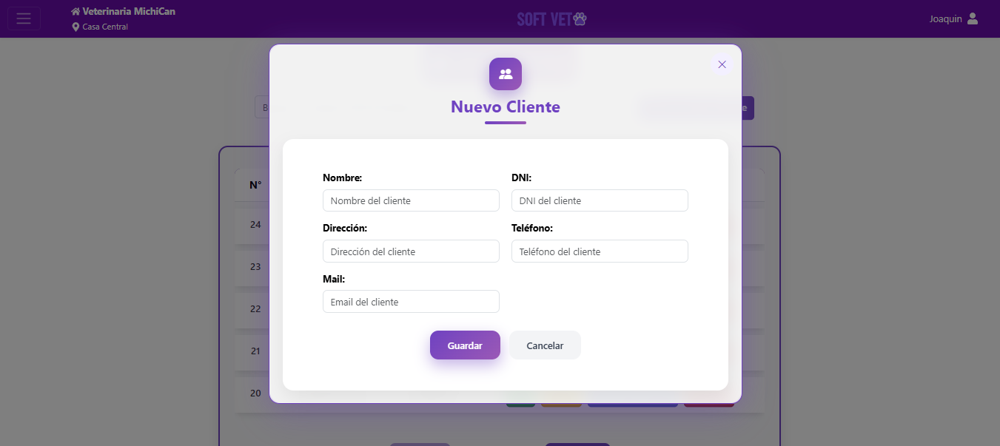 Veterinaria MichiCan
Casa Central
SOFT VET
Joaquin
Nuevo Cliente
Nombre:
DNI:
Nombre del cliente
DNI del cliente
Dirección:
Teléfono:
Dirección del cliente
Teléfono del cliente
Mail:
Email del cliente
Guardar
Cancelar
N°
24
23
22
21
20